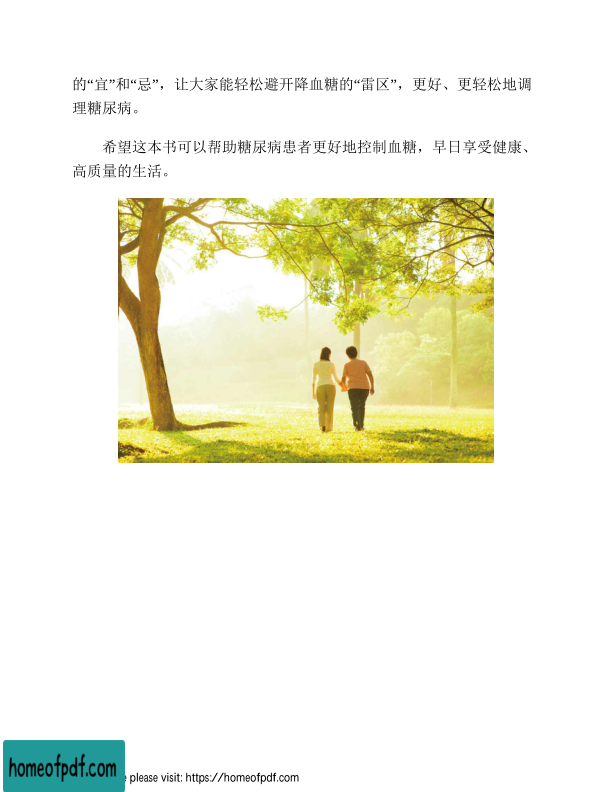 的“宜”和“忌”，让大家能轻松避开降血糖的“雷区”，更好、更轻松地调
理糖尿病。
希望这本书可以帮助糖尿病患者更好地控制血糖，早日享受健康、
高质量的生活。
homeofpdf.com
please visit: https://homeofpdf.com